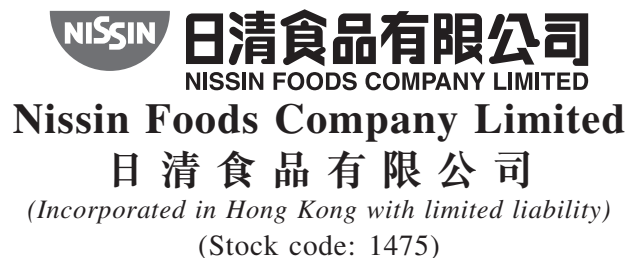 NISSIN 日清食品有限公司
NISSIN FOODS COMPANY LIMITED
Nissin Foods Company Limited
日清食品有限公司
(Incorporated in Hong Kong with limited liability)
(Stock code: 1475)